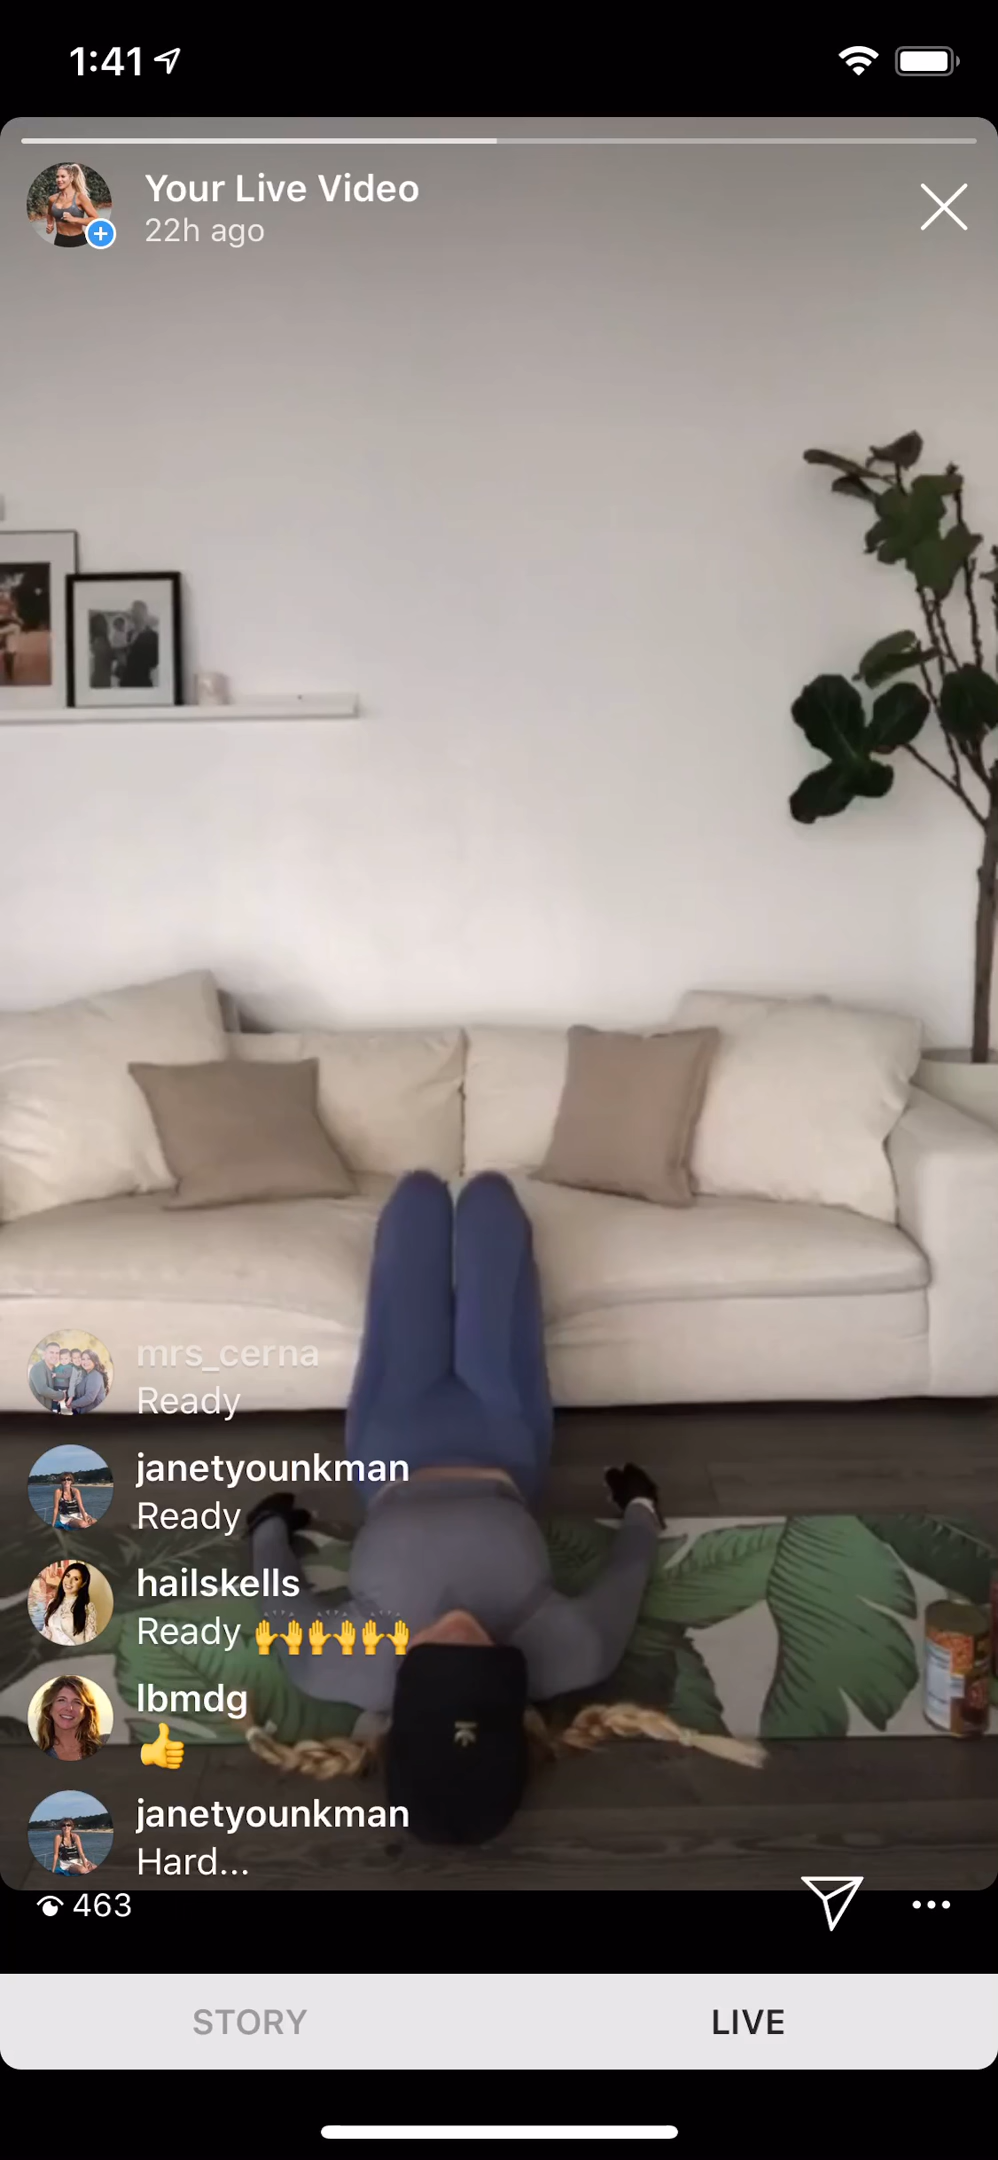 1:41
Your Live Video
22h ago
mrs_cerna
Ready
janetyounkman
Ready
hailskells
Ready 🙌🙌🙌
lbmdg
👍
janetyounkman
Hard...
463
STORY
LIVE